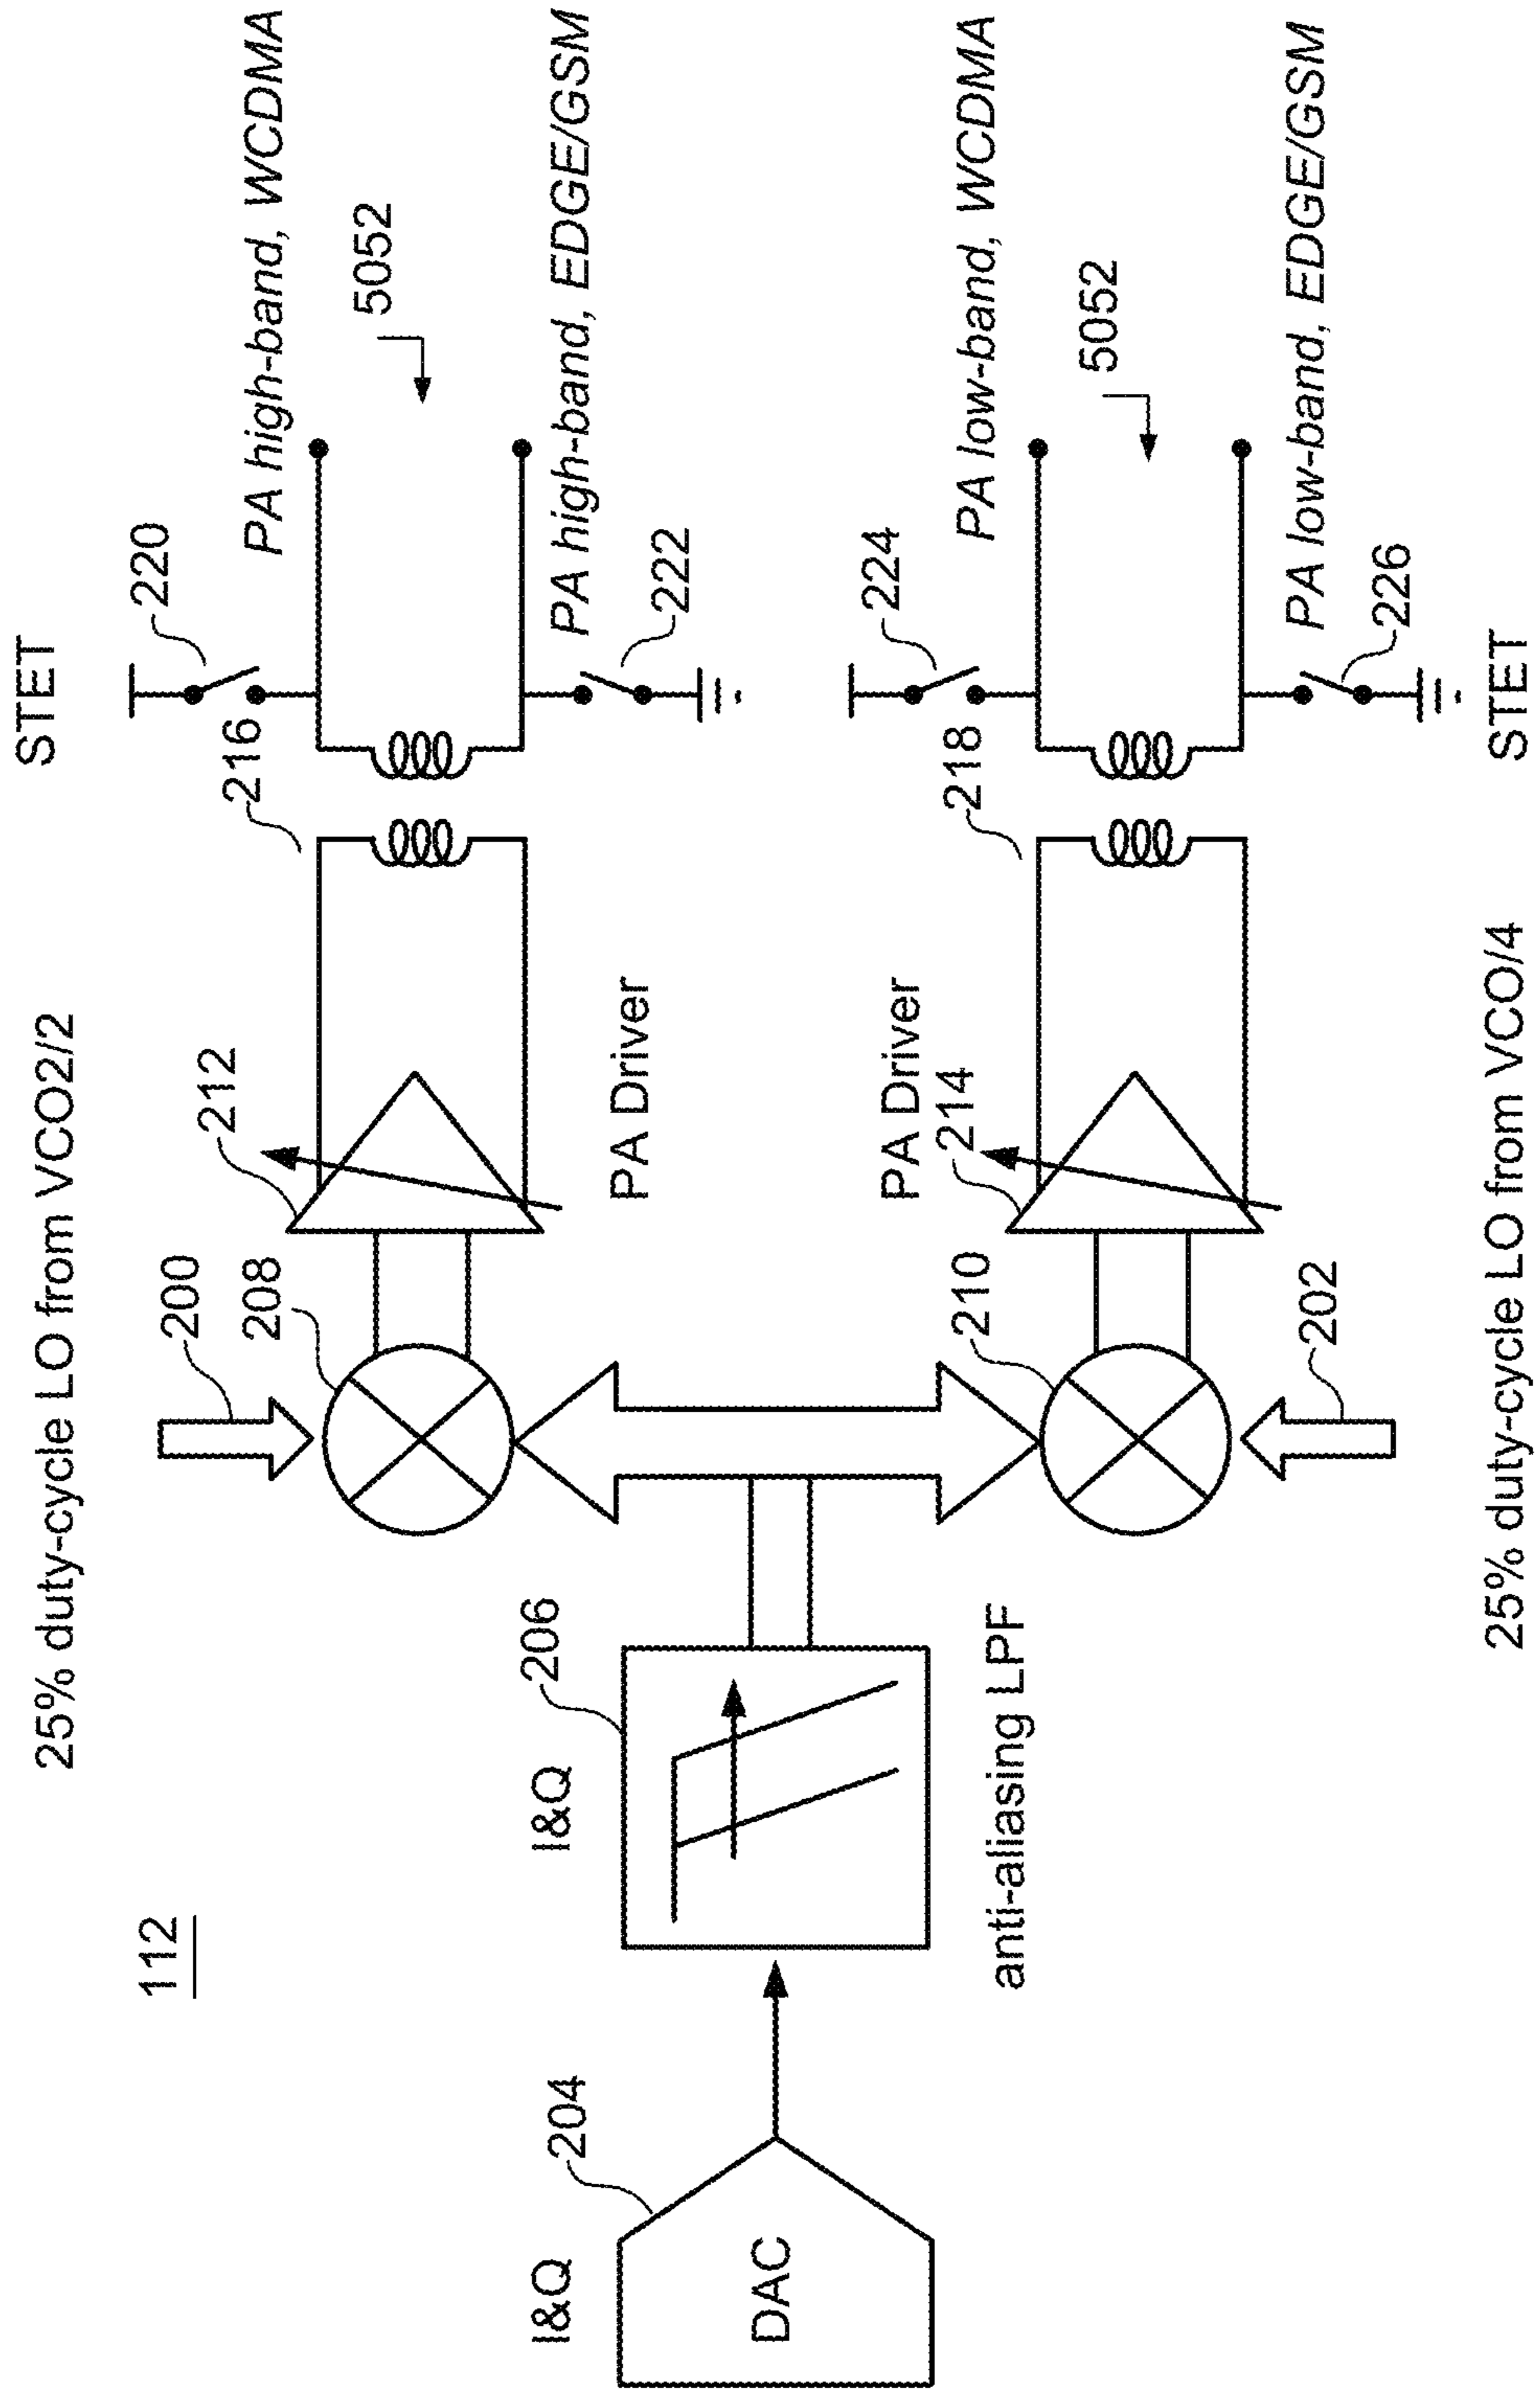 112
25% duty-cycle LO from VCO2/2
STET
200
208
212
216
220
PA high-band, WCDMA
5052
PA high-band, EDGE/GSM
222
PA Driver
I&Q
204
DAC
I&Q
206
anti-aliasing LPF
PA Driver
210
214
218
224
PA low-band, WCDMA
5052
PA low-band, EDGE/GSM
226
202
25% duty-cycle LO from VCO/4
STET